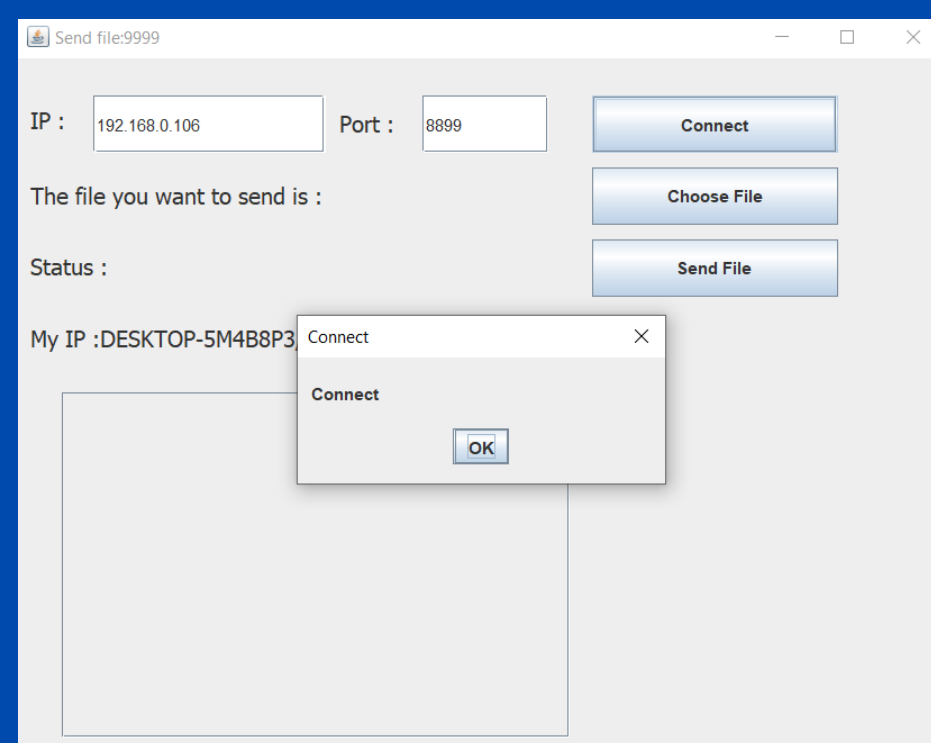 Send file:9999
IP : 192.168.0.106 Port : 8899 Connect
The file you want to send is : Choose File
Status : Send File
My IP :DESKTOP-5M4B8P3
Connect
Connect
OK